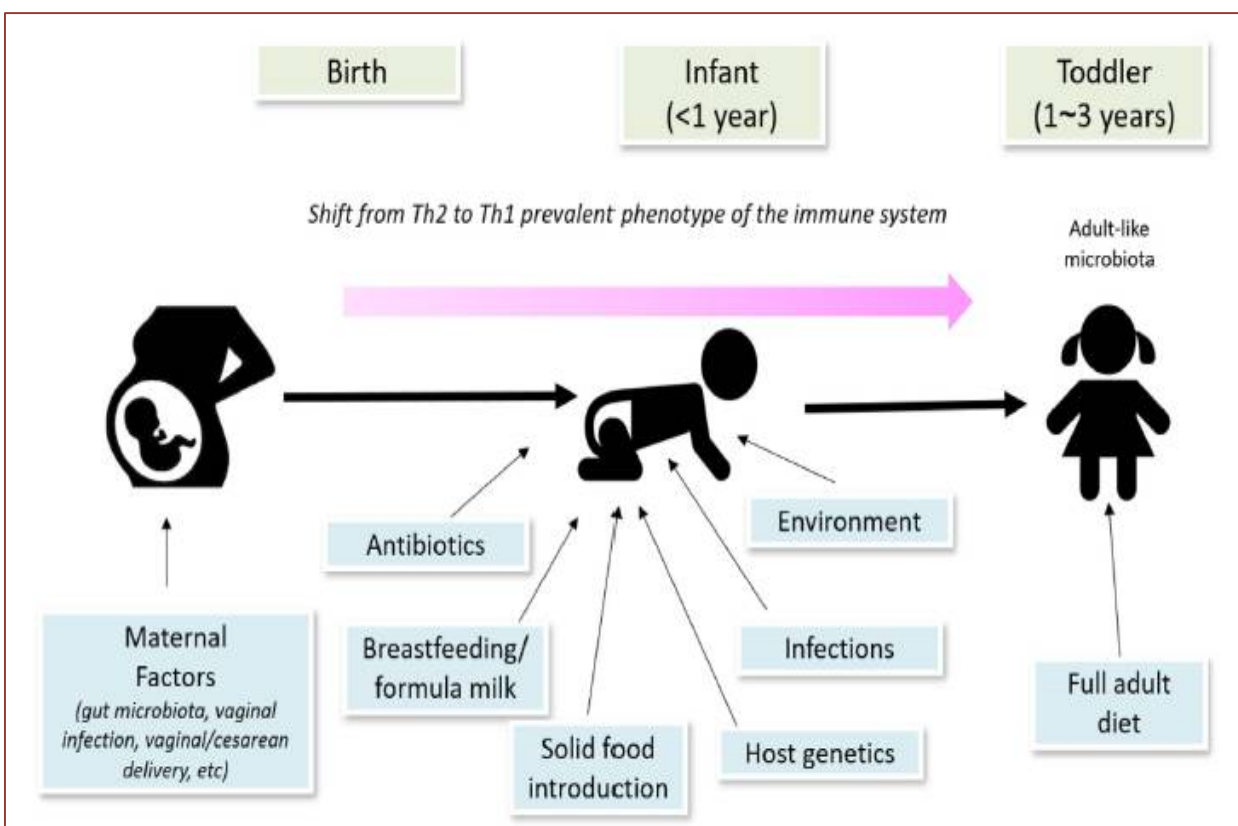 Birth
Infant
(<1 year)
Toddler
(1~3 years)
Shift from Th2 to Th1 prevalent phenotype of the immune system
Adult-like
microbiota
Antibiotics
Environment
Maternal
Factors
(gut microbiota, vaginal
infection, vaginal/cesarean
delivery, etc)
Breastfeeding/
formula milk
Solid food
introduction
Host genetics
Infections
Full adult
diet